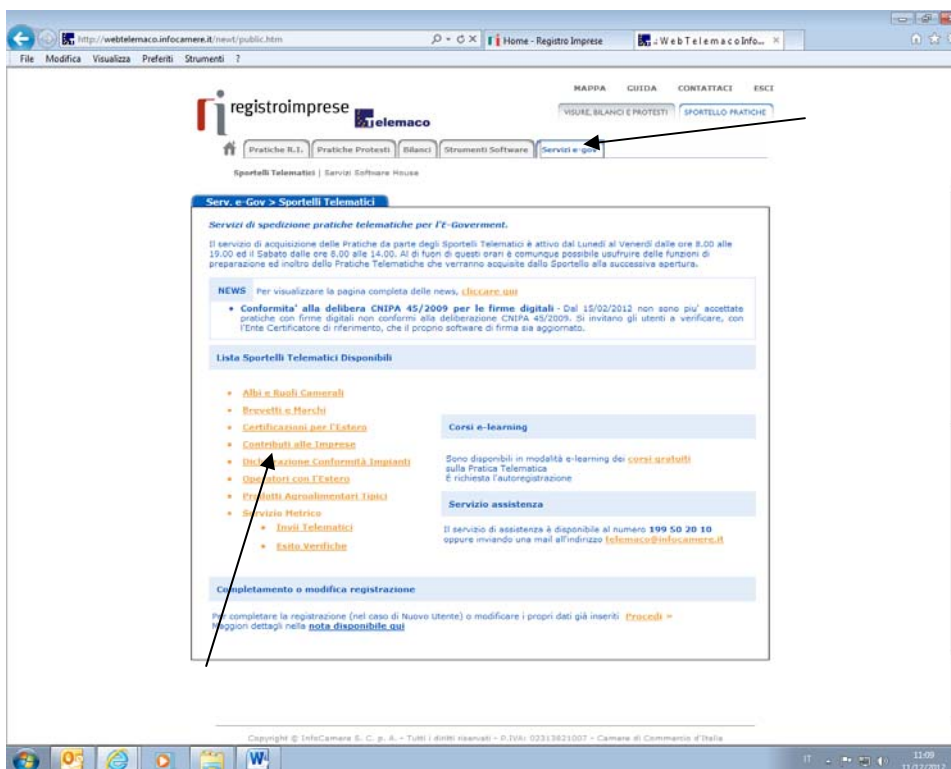 http://webtelemaco.infocamere.it/newt/public.htm
Home - Registro Imprese
WebTelemacoInfo...
File Modifica Visualizza Preferiti Strumenti ?
MAPPA GUIDA CONTATTACI ESCI
registroimprese
Telemaco
VISURE, BILANCI E PROTESTI SPORTELLO PRATICHE
Pratiche R.I. Pratiche Protesti Bilanci Strumenti Software Servizi e-gov
Sportelli Telematici | Servizi Software House
Serv. e-Gov > Sportelli Telematici
Servizi di spedizione pratiche telematiche per l'E-Goverment.
Il servizio di acquisizione delle Pratiche da parte degli Sportelli Telematici è attivo dal Lunedì al Venerdì dalle ore 8.00 alle
19.00 ed il Sabato dalle ore 8.00 alle 14.00. Al di fuori di questi orari è comunque possibile usufruire delle funzioni di
preparazione ed inoltro delle Pratiche Telematiche che verranno acquisite dallo Sportello alla successiva apertura.
NEWS Per visualizzare la pagina completa delle news, cliccare qui
• Conformita' alla delibera CNIPA 45/2009 per le firme digitali - Dal 15/02/2012 non sono piu' accettate
pratiche con firme digitali non conformi alla deliberazione CNIPA 45/2009. Si invitano gli utenti a verificare, con
l'Ente Certificatore di riferimento, che il proprio software di firma sia aggiornato.
Lista Sportelli Telematici Disponibili
• Albi e Ruoli Camerali
• Brevetti e Marchi
• Certificazioni per l'Estero
• Contributi alle Imprese
• Dichiarazione Conformità Impianti
• Operatori con l'Estero
• Prodotti Agroalimentari Tipici
• Servizio Metrico
• Invii Telematici
• Esito Verifiche
Corsi e-learning
Sono disponibili in modalità e-learning dei corsi gratuiti
sulla Pratica Telematica
È richiesta l'autoregistrazione
Servizio assistenza
Il servizio di assistenza è disponibile al numero 199 50 20 10
oppure inviando una mail all'indirizzo telemaco@infocamere.it
Completamento o modifica registrazione
Per completare la registrazione (nel caso di Nuovo Utente) o modificare i propri dati già inseriti Procedi »
Maggiori dettagli nella nota disponibile qui
Copyright © InfoCamere S. C. p. A. - Tutti i diritti riservati - P.IVA: 02313821007 - Camere di Commercio d'Italia
IT
11:09
11/12/2012